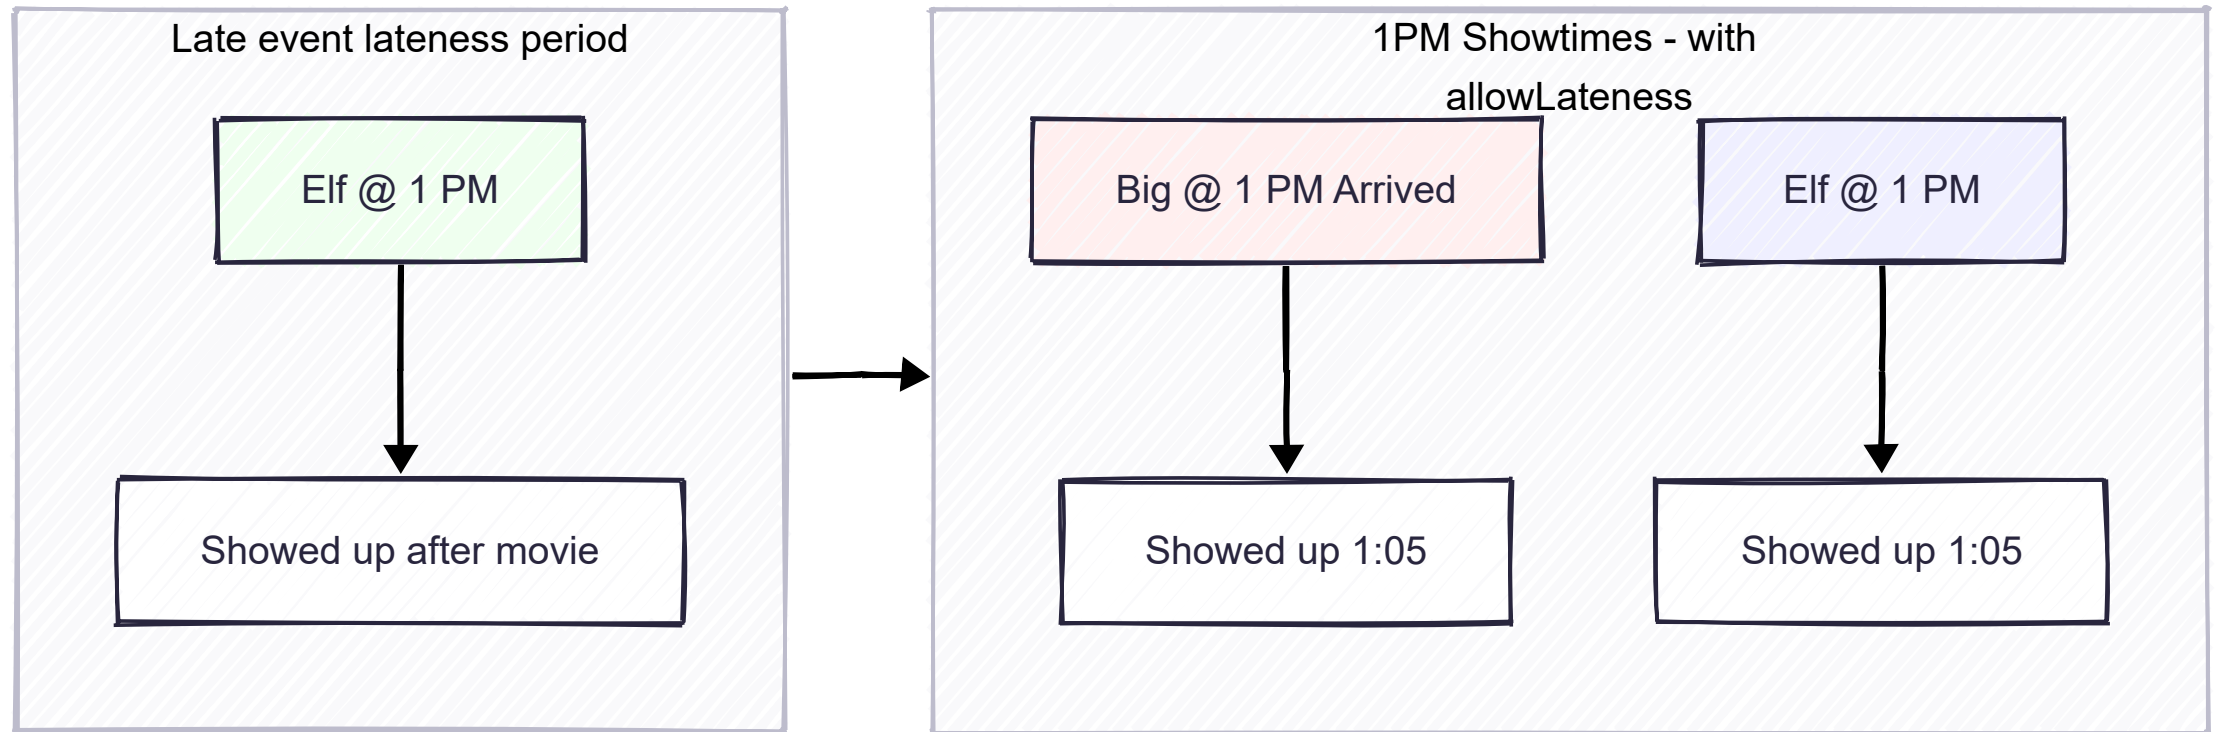 Late event lateness period
Elf @ 1 PM
Showed up after movie
1PM Showtimes - with
allowLateness
Big @ 1 PM Arrived
Elf @ 1 PM
Showed up 1:05
Showed up 1:05